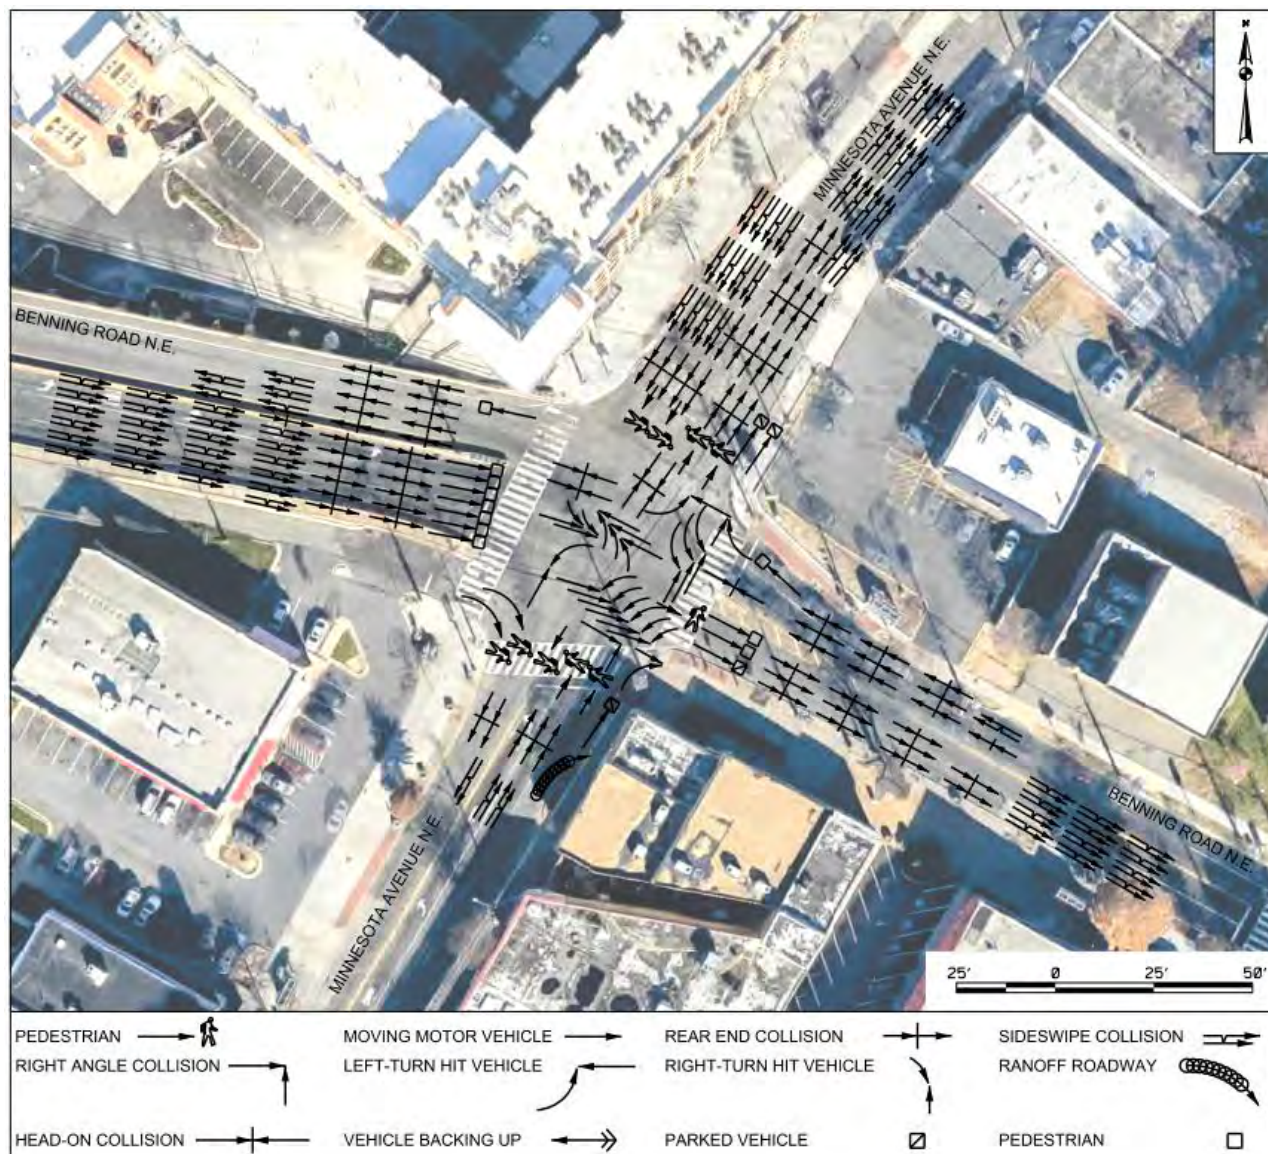 N
MINNESOTA AVENUE N.E.
BENNING ROAD N.E.
BENNING ROAD N.E.
MINNESOTA AVENUE N.E.
25' 0 25' 50'
PEDESTRIAN MOVING MOTOR VEHICLE REAR END COLLISION SIDESWIPE COLLISION
RIGHT ANGLE COLLISION LEFT-TURN HIT VEHICLE RIGHT-TURN HIT VEHICLE RANOFF ROADWAY
HEAD-ON COLLISION VEHICLE BACKING UP PARKED VEHICLE PEDESTRIAN